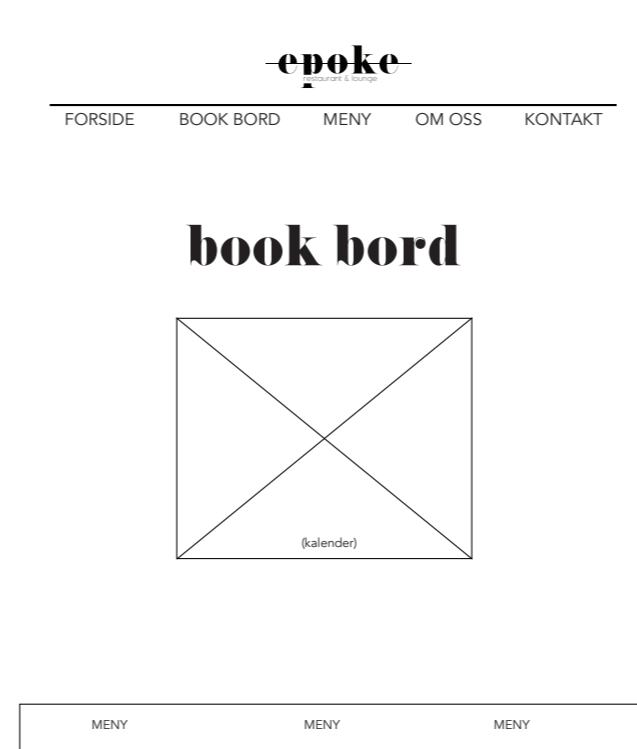 epoke
restaurant & lounge
FORSIDE BOOK BORD MENY OM OSS KONTAKT
book bord
(kalender)
MENY MENY MENY